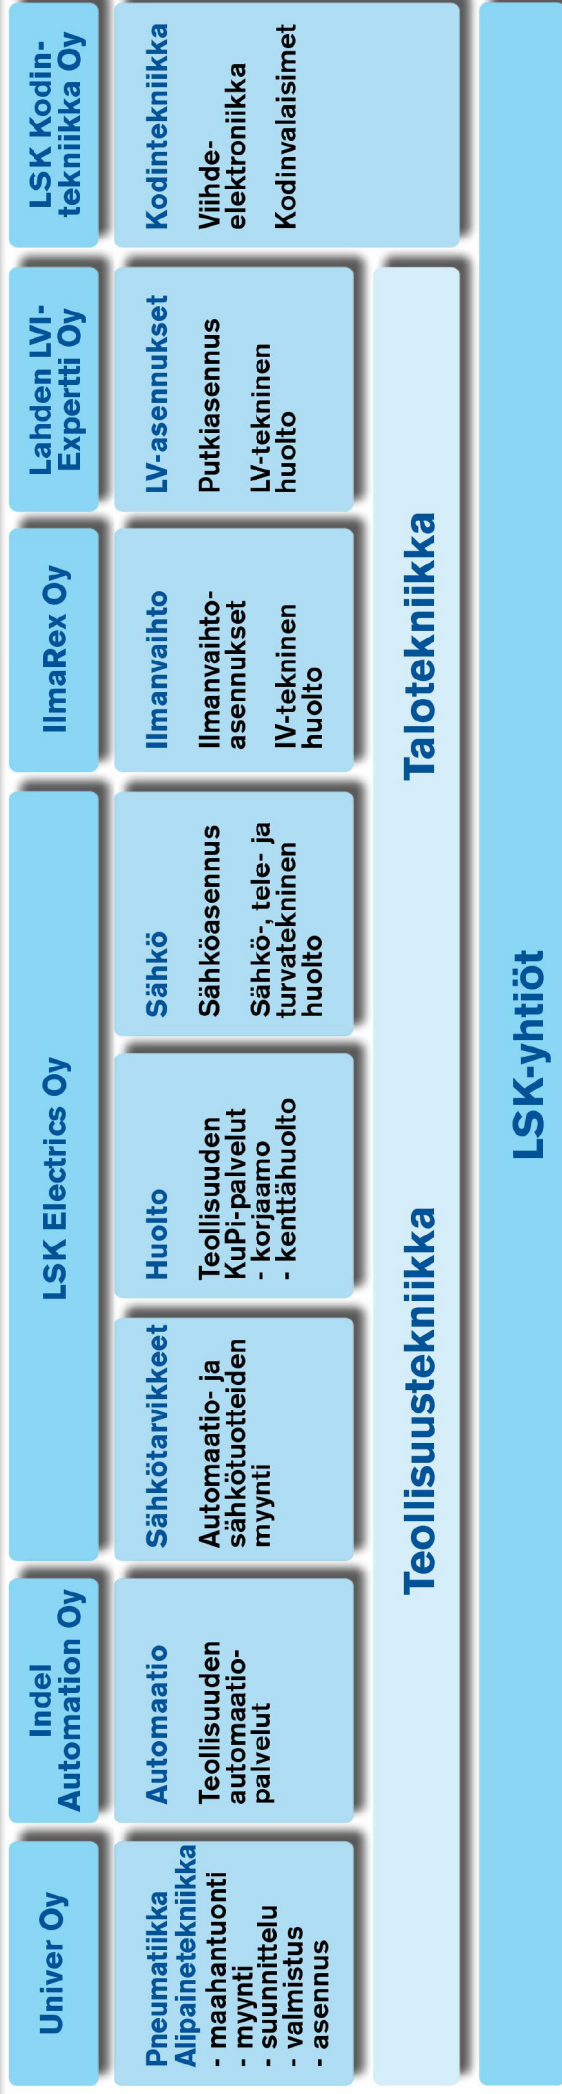 Univer Oy
Indel
Automation Oy
LSK Electrics Oy
IlmaRex Oy
Lahden LVI-
Expertti Oy
LSK Kodin-
tekniikka Oy
Pneumatiikka
Alipainetekniikka
- maahantuonti
- myynti
- suunnittelu
- valmistus
- asennus
Automaatio
Teollisuuden
automaatio-
palvelut
Sähkötarvikkeet
Automaatio- ja
sähkötuotteiden
myynti
Huolto
Teollisuuden
KuPi-palvelut
- korjaamo
- kenttähuolto
Sähkö
Sähköasennus
Sähkö-, tele- ja
turvatekninen
huolto
Ilmanvaihto
Ilmanvaihto-
asennukset
IV-tekninen
huolto
LV-asennukset
Putkiasennus
LV-tekninen
huolto
Kodintekniikka
Viihde-
elektroniikka
Kodinvalaisimet
Teollisuustekniikka
Talotekniikka
LSK-yhtiöt